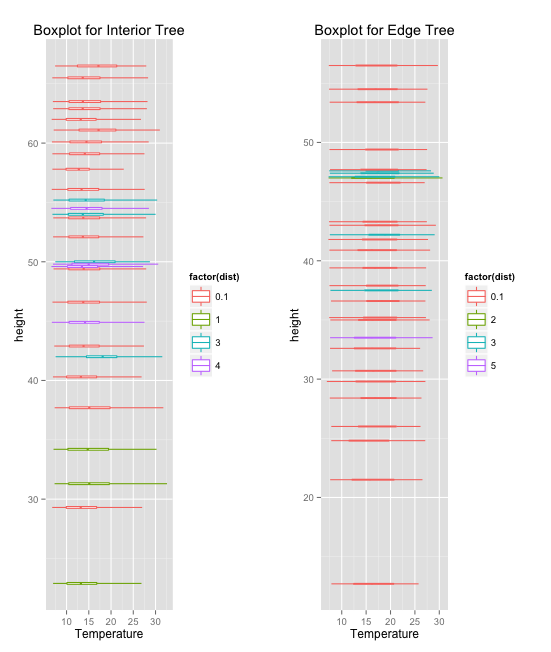 Boxplot for Interior Tree
height
60
50
40
30
10 15 20 25 30
Temperature
factor(dist)
0.1
1
3
4
Boxplot for Edge Tree
height
50
40
30
20
10 15 20 25 30
Temperature
factor(dist)
0.1
2
3
5